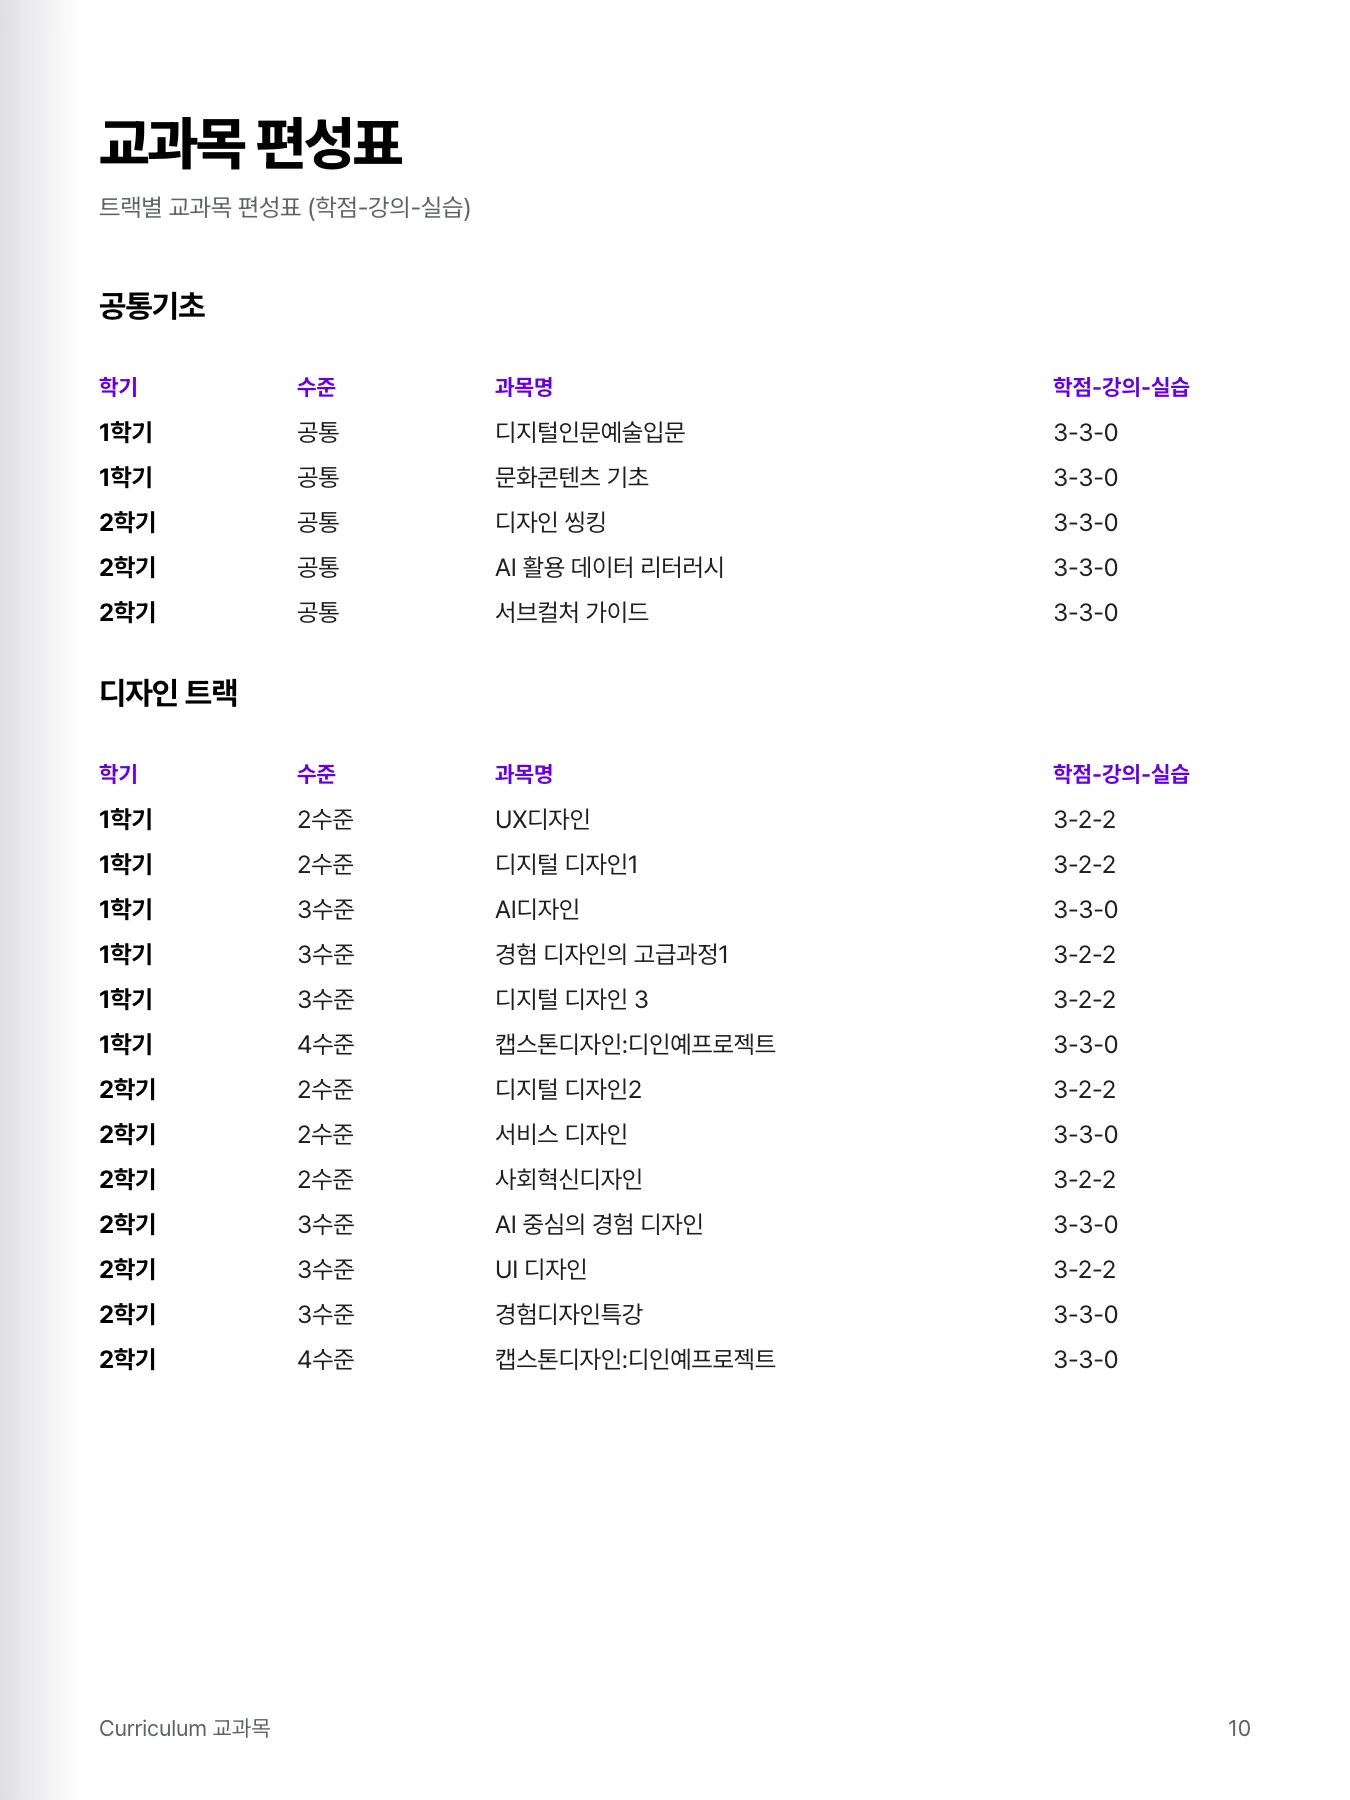 교과목 편성표
트랙별 교과목 편성표 (학점-강의-실습)
공통기초
학기 수준 과목명 학점-강의-실습
1학기 공통 디지털인문예술입문 3-3-0
1학기 공통 문화콘텐츠 기초 3-3-0
2학기 공통 디자인 씽킹 3-3-0
2학기 공통 AI 활용 데이터 리터러시 3-3-0
2학기 공통 서브컬처 가이드 3-3-0
디자인 트랙
학기 수준 과목명 학점-강의-실습
1학기 2수준 UX디자인 3-2-2
1학기 2수준 디지털 디자인1 3-2-2
1학기 3수준 AI디자인 3-3-0
1학기 3수준 경험 디자인의 고급과정1 3-2-2
1학기 3수준 디지털 디자인 3 3-2-2
1학기 4수준 캡스톤디자인:디인예프로젝트 3-3-0
2학기 2수준 디지털 디자인2 3-2-2
2학기 2수준 서비스 디자인 3-3-0
2학기 2수준 사회혁신디자인 3-2-2
2학기 3수준 AI 중심의 경험 디자인 3-3-0
2학기 3수준 UI 디자인 3-2-2
2학기 3수준 경험디자인특강 3-3-0
2학기 4수준 캡스톤디자인:디인예프로젝트 3-3-0
Curriculum 교과목 10